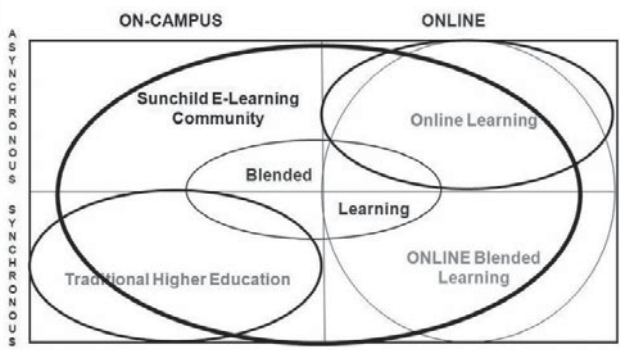 ON-CAMPUS
ONLINE
ASYNCHRONOUS
SYNCHRONOUS
Sunchild E-Learning
Community
Online Learning
Blended
Learning
Traditional Higher Education
ONLINE Blended
Learning